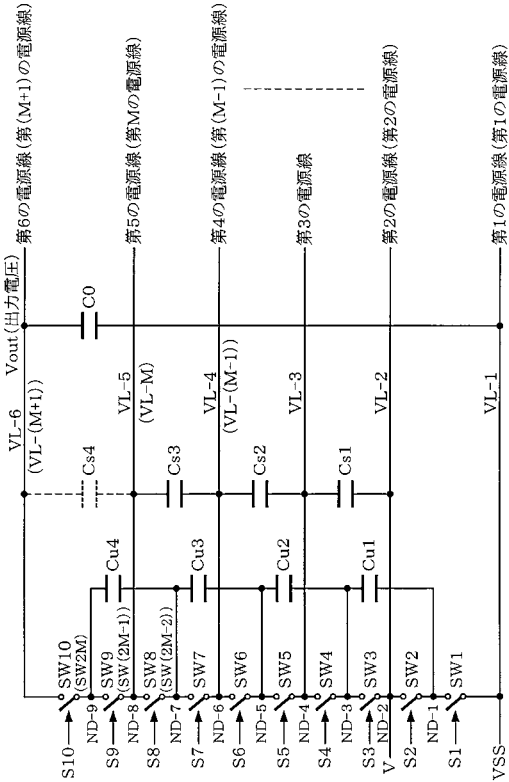 第6の電源線(第(M+1)の電源線)
第5の電源線(第Mの電源線)
第4の電源線(第(M-1)の電源線)
第3の電源線
第2の電源線(第2の電源線)
第1の電源線(第1の電源線)
Vout(出力電圧)
C0
VL-6
(VL-(M+1))
VL-5
(VL-M)
VL-4
(VL-(M-1))
VL-3
VL-2
VL-1
Cs4
Cs3
Cs2
Cs1
Cu4
Cu3
Cu2
Cu1
SW10
(SW2M)
SW9
(SW(2M-1))
SW8
(SW(2M-2))
SW7
SW6
SW5
SW4
SW3
SW2
SW1
ND-9
ND-8
ND-7
ND-6
ND-5
ND-4
ND-3
ND-2
ND-1
S10
S9
S8
S7
S6
S5
S4
S3
S2
S1
V
VSS